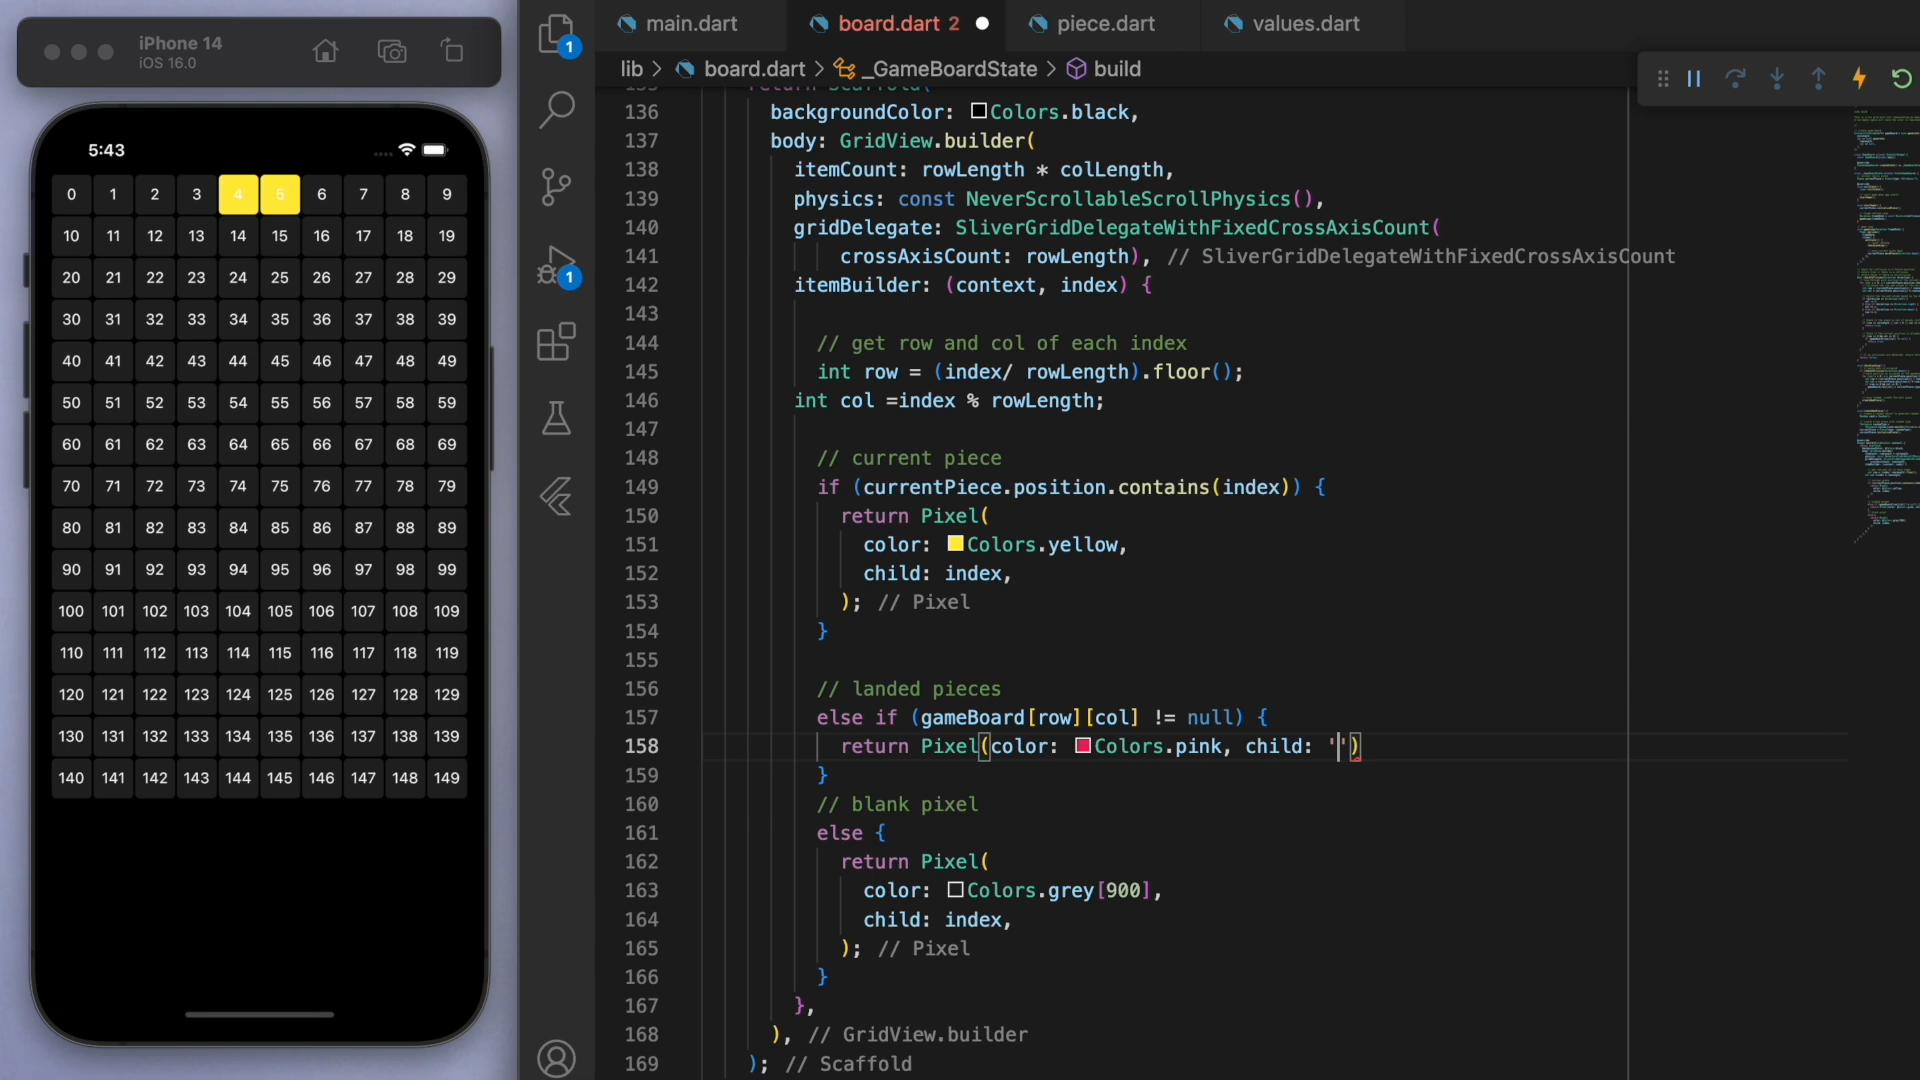 iPhone 14
iOS 16.0
5:43
0 1 2 3 4 5 6 7 8 9
10 11 12 13 14 15 16 17 18 19
20 21 22 23 24 25 26 27 28 29
30 31 32 33 34 35 36 37 38 39
40 41 42 43 44 45 46 47 48 49
50 51 52 53 54 55 56 57 58 59
60 61 62 63 64 65 66 67 68 69
70 71 72 73 74 75 76 77 78 79
80 81 82 83 84 85 86 87 88 89
90 91 92 93 94 95 96 97 98 99
100 101 102 103 104 105 106 107 108 109
110 111 112 113 114 115 116 117 118 119
120 121 122 123 124 125 126 127 128 129
130 131 132 133 134 135 136 137 138 139
140 141 142 143 144 145 146 147 148 149
1
1
main.dart board.dart 2 piece.dart values.dart
lib > board.dart > _GameBoardState > build
135 return Scaffold(
136 backgroundColor: Colors.black,
137 body: GridView.builder(
138 itemCount: rowLength * colLength,
139 physics: const NeverScrollableScrollPhysics(),
140 gridDelegate: SliverGridDelegateWithFixedCrossAxisCount(
141 crossAxisCount: rowLength), // SliverGridDelegateWithFixedCrossAxisCount
142 itemBuilder: (context, index) {
143
144 // get row and col of each index
145 int row = (index/ rowLength).floor();
146 int col =index % rowLength;
147
148 // current piece
149 if (currentPiece.position.contains(index)) {
150 return Pixel(
151 color: Colors.yellow,
152 child: index,
153 ); // Pixel
154 }
155
156 // landed pieces
157 else if (gameBoard[row][col] != null) {
158 return Pixel(color: Colors.pink, child: '')
159 }
160 // blank pixel
161 else {
162 return Pixel(
163 color: Colors.grey[900],
164 child: index,
165 ); // Pixel
166 }
167 },
168 ), // GridView.builder
169 ); // Scaffold